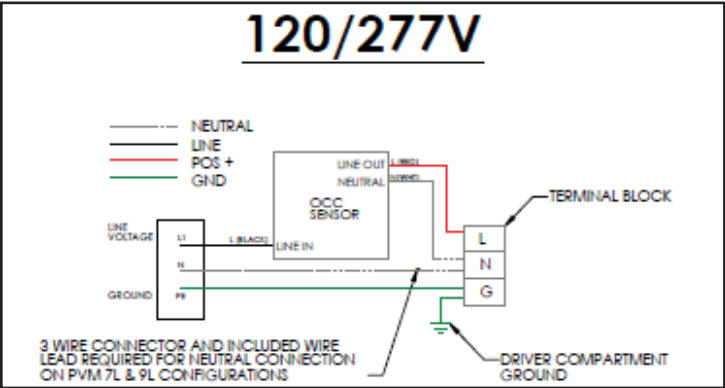 120/277V
NEUTRAL
LINE
POS +
GND
LINE OUT
L (RED)
NEUTRAL
N(WHT)
OCC
SENSOR
TERMINAL BLOCK
LINE
VOLTAGE
L1
L (BLACK)
LINE IN
L
N
N
GROUND
PE
G
3 WIRE CONNECTOR AND INCLUDED WIRE
LEAD REQUIRED FOR NEUTRAL CONNECTION
ON PVM 7L & 9L CONFIGURATIONS
DRIVER COMPARTMENT
GROUND